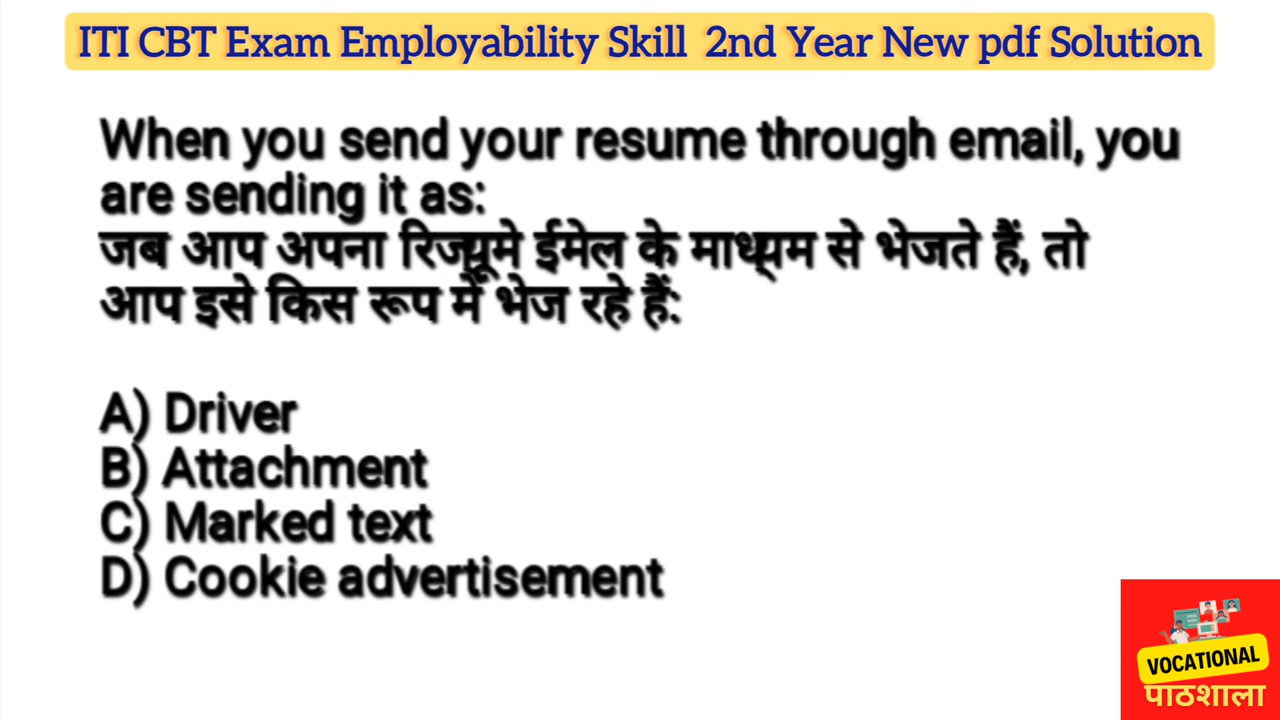 ITI CBT Exam Employability Skill 2nd Year New pdf Solution
When you send your resume through email, you
are sending it as:
जब आप अपना रिज्यूमे ईमेल के माध्यम से भेजते हैं, तो
आप इसे किस रूप में भेज रहे हैं:
A) Driver
B) Attachment
C) Marked text
D) Cookie advertisement
VOCATIONAL
पाठशाला